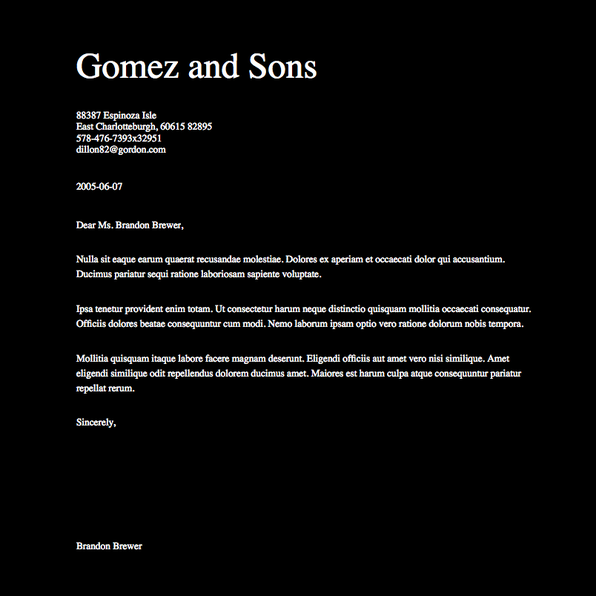 Gomez and Sons
88387 Espinoza Isle
East Charlotteburgh, 60615 82895
578-476-7393x32951
dillon82@gordon.com
2005-06-07
Dear Ms. Brandon Brewer,
Nulla sit eaque earum quaerat recusandae molestiae. Dolores ex aperiam et occaecati dolor qui accusantium.
Ducimus pariatur sequi ratione laboriosam sapiente voluptate.
Ipsa tenetur provident enim totam. Ut consectetur harum neque distinctio quisquam mollitia occaecati consequatur.
Officiis dolores beatae consequuntur cum modi. Nemo laborum ipsam optio vero ratione dolorum nobis tempora.
Mollitia quisquam itaque labore facere magnam deserunt. Eligendi officiis aut amet vero nisi similique. Amet
eligendi similique odit repellendus dolorem ducimus amet. Maiores est harum culpa atque consequuntur pariatur
repellat rerum.
Sincerely,
Brandon Brewer